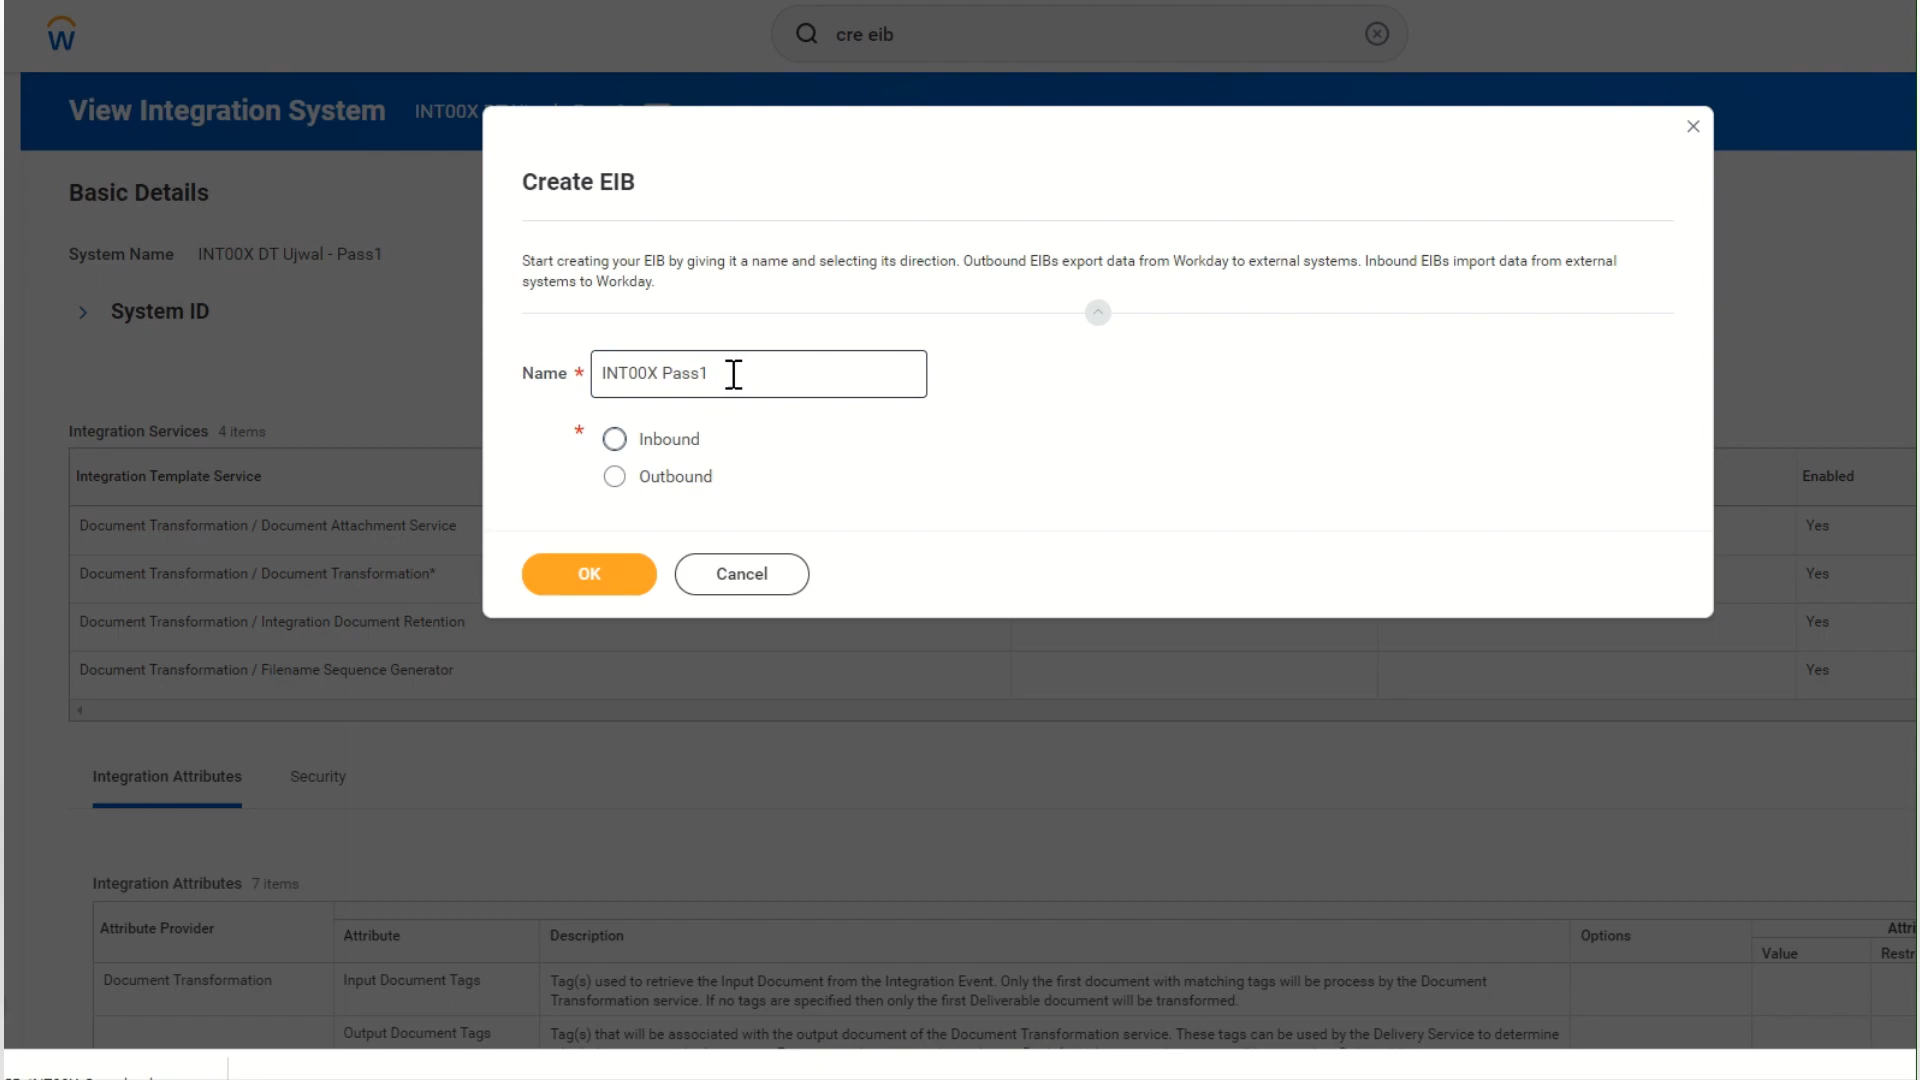 W
cre eib
View Integration System
INT00X
Basic Details
System Name INT00X DT Ujwal - Pass1
System ID
Create EIB
Start creating your EIB by giving it a name and selecting its direction. Outbound EIBs export data from Workday to external systems. Inbound EIBs import data from external
systems to Workday.
Name * INT00X Pass1
* Inbound
Outbound
OK Cancel
Integration Services 4 items
Integration Template Service Enabled
Document Transformation / Document Attachment Service Yes
Document Transformation / Document Transformation* Yes
Document Transformation / Integration Document Retention Yes
Document Transformation / Filename Sequence Generator Yes
Integration Attributes Security
Integration Attributes 7 items
Attribute Provider Attribute Description Options Attri
Value Restr
Document Transformation Input Document Tags Tag(s) used to retrieve the Input Document from the Integration Event. Only the first document with matching tags will be process by the Document
Transformation service. If no tags are specified then only the first Deliverable document will be transformed.
Output Document Tags Tag(s) that will be associated with the output document of the Document Transformation service. These tags can be used by the Delivery Service to determine